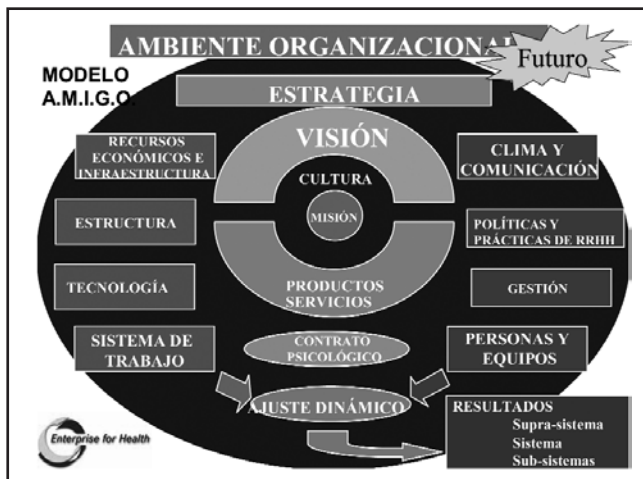 AMBIENTE ORGANIZACIONAL
Futuro
MODELO
A.M.I.G.O.
ESTRATEGIA
VISIÓN
RECURSOS
ECONÓMICOS E
INFRAESTRUCTURA
CULTURA
CLIMA Y
COMUNICACIÓN
MISIÓN
ESTRUCTURA
POLÍTICAS Y
PRÁCTICAS DE RRHH
TECNOLOGÍA
PRODUCTOS
SERVICIOS
GESTIÓN
SISTEMA DE
TRABAJO
CONTRATO
PSICOLÓGICO
PERSONAS Y
EQUIPOS
AJUSTE DINÁMICO
RESULTADOS
Supra-sistema
Sistema
Sub-sistemas
Enterprise for Health